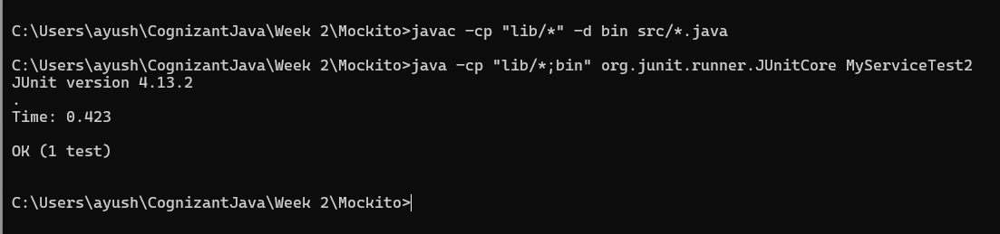 C:\Users\ayush\CognizantJava\Week 2\Mockito>javac -cp "lib/*" -d bin src/*.java
C:\Users\ayush\CognizantJava\Week 2\Mockito>java -cp "lib/*;bin" org.junit.runner.JUnitCore MyServiceTest2
JUnit version 4.13.2
.
Time: 0.423
OK (1 test)
C:\Users\ayush\CognizantJava\Week 2\Mockito>